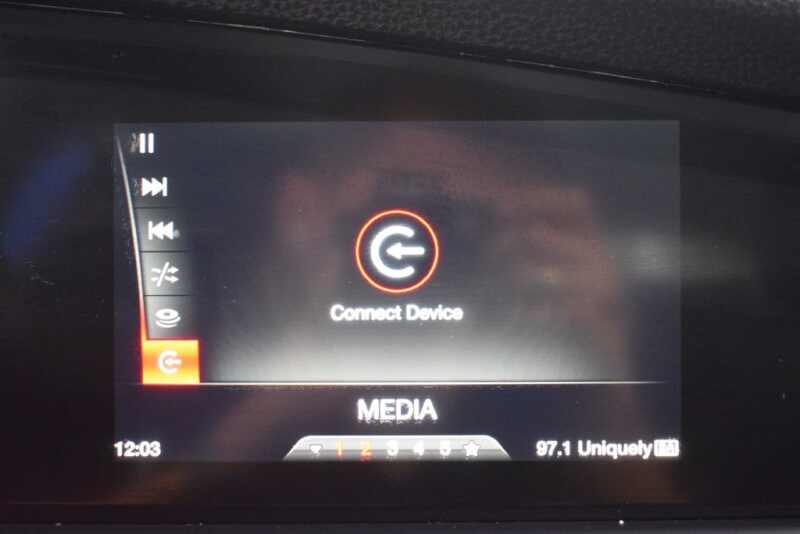 Connect Device
MEDIA
12:03
1 2 3 4 5
97.1 Uniquely